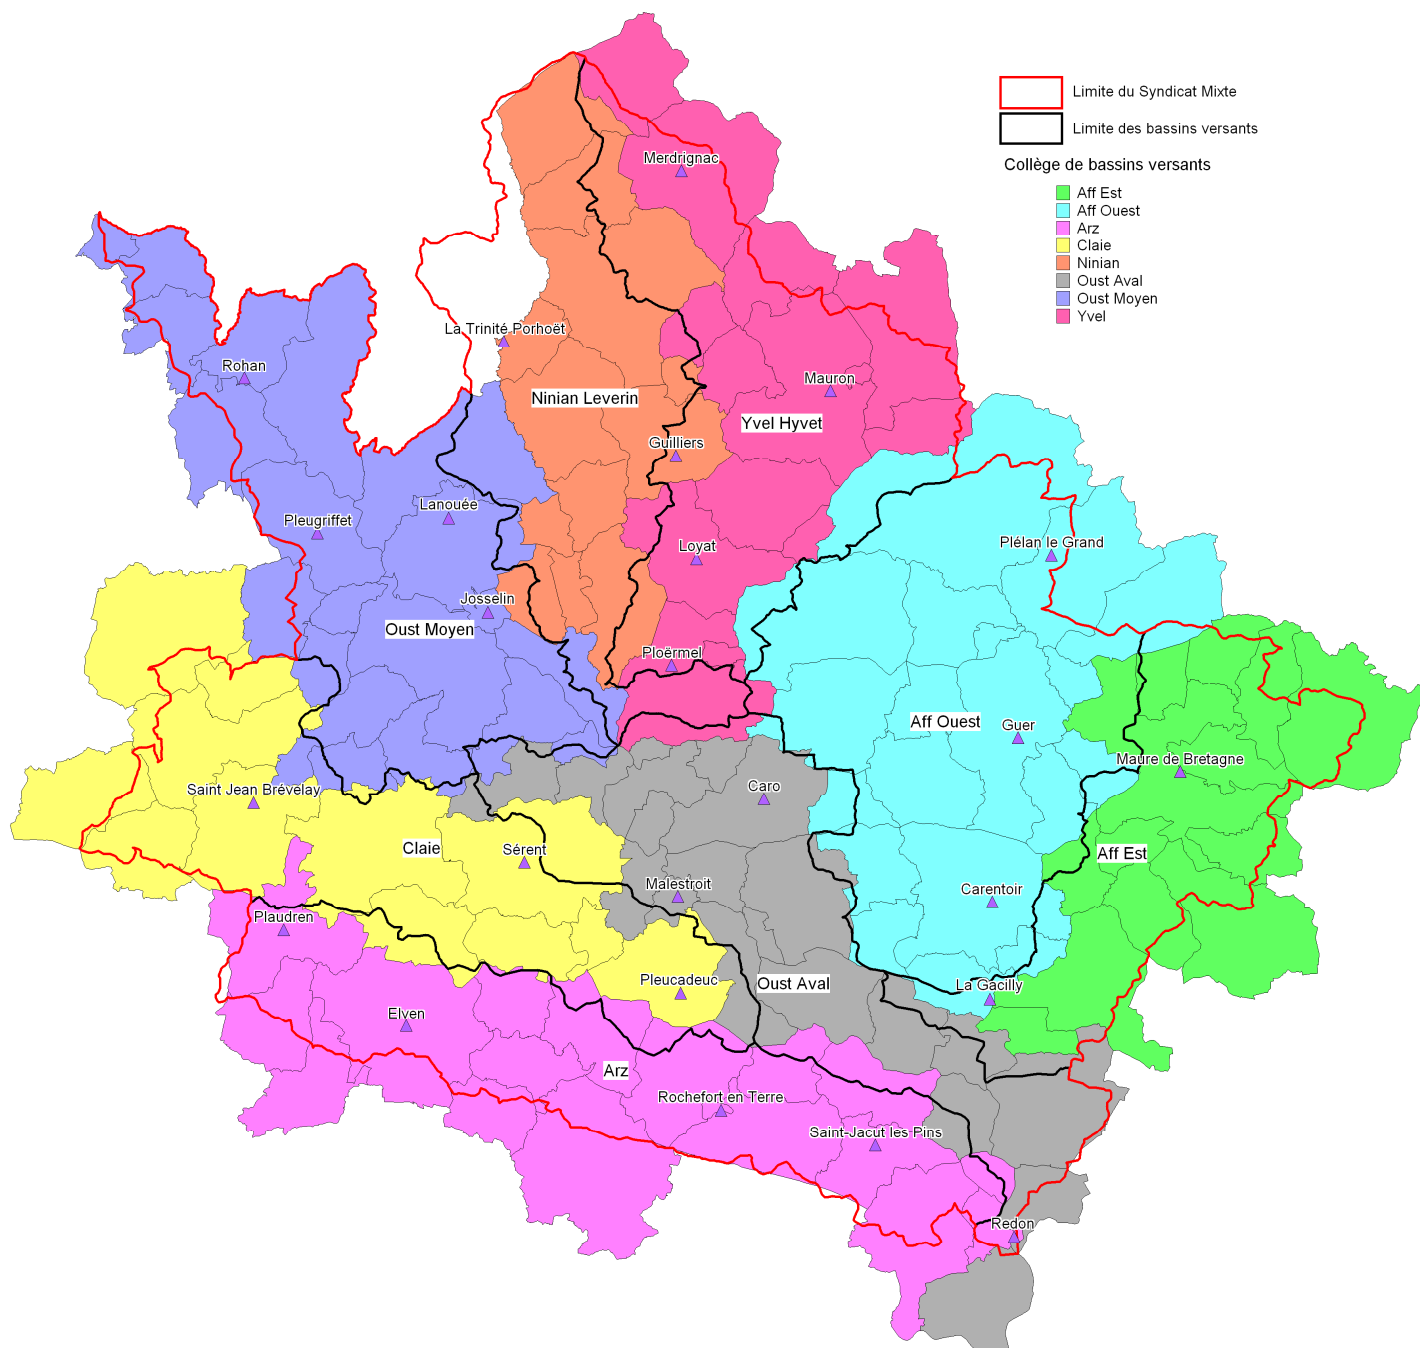 Limite du Syndicat Mixte
Limite des bassins versants
Collège de bassins versants
Aff Est
Aff Ouest
Arz
Claie
Ninian
Oust Aval
Oust Moyen
Yvel
Merdrignac
La Trinité Porhoët
Rohan
Mauron
Ninian Leverin
Yvel Hyvet
Guilliers
Lanouée
Pleugriffet
Loyat
Plélan le Grand
Josselin
Oust Moyen
Ploërmel
Aff Ouest
Guer
Maure de Bretagne
Saint Jean Brévelay
Caro
Claie
Sérent
Aff Est
Malestroit
Carentoir
Plaudren
Pleucadeuc
Oust Aval
La Gacilly
Elven
Arz
Rochefort en Terre
Saint-Jacut les Pins
Redon